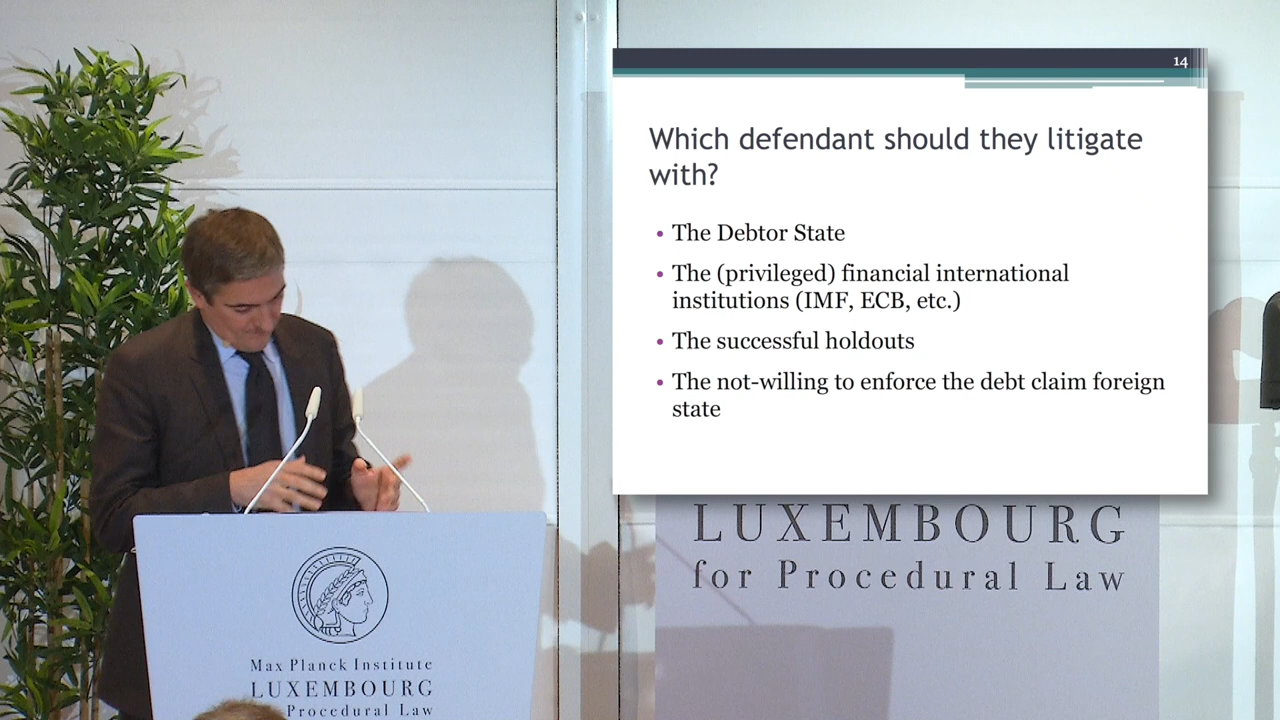 14
Which defendant should they litigate
with?
• The Debtor State
• The (privileged) financial international
institutions (IMF, ECB, etc.)
• The successful holdouts
• The not-willing to enforce the debt claim foreign
state
LUXEMBOURG
for Procedural Law
Max Planck Institute
LUXEMBOURG
Procedural Law